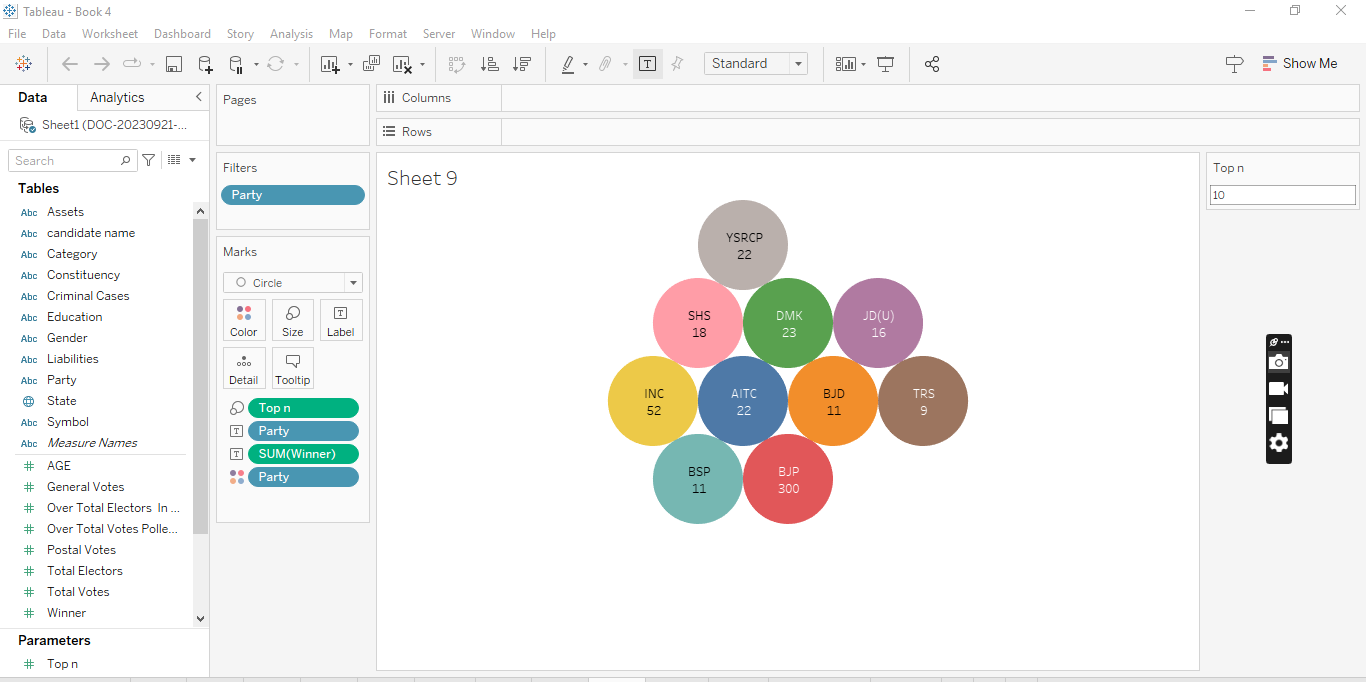 Tableau - Book 4
File Data Worksheet Dashboard Story Analysis Map Format Server Window Help
Standard
Show Me
Data Analytics
Sheet1 (DOC-20230921-...
Search
Tables
Abc Assets
Abc candidate name
Abc Category
Abc Constituency
Abc Criminal Cases
Abc Education
Abc Gender
Abc Liabilities
Abc Party
State
Abc Symbol
Abc Measure Names
# AGE
# General Votes
# Over Total Electors In ...
# Over Total Votes Polle...
# Postal Votes
# Total Electors
# Total Votes
# Winner
Parameters
# Top n
Pages
Filters
Party
Marks
Circle
Color Size Label
Detail Tooltip
Top n
Party
SUM(Winner)
Party
Columns
Rows
Sheet 9
YSRCP
22
SHS
18
DMK
23
JD(U)
16
INC
52
AITC
22
BJD
11
TRS
9
BSP
11
BJP
300
Top n
10